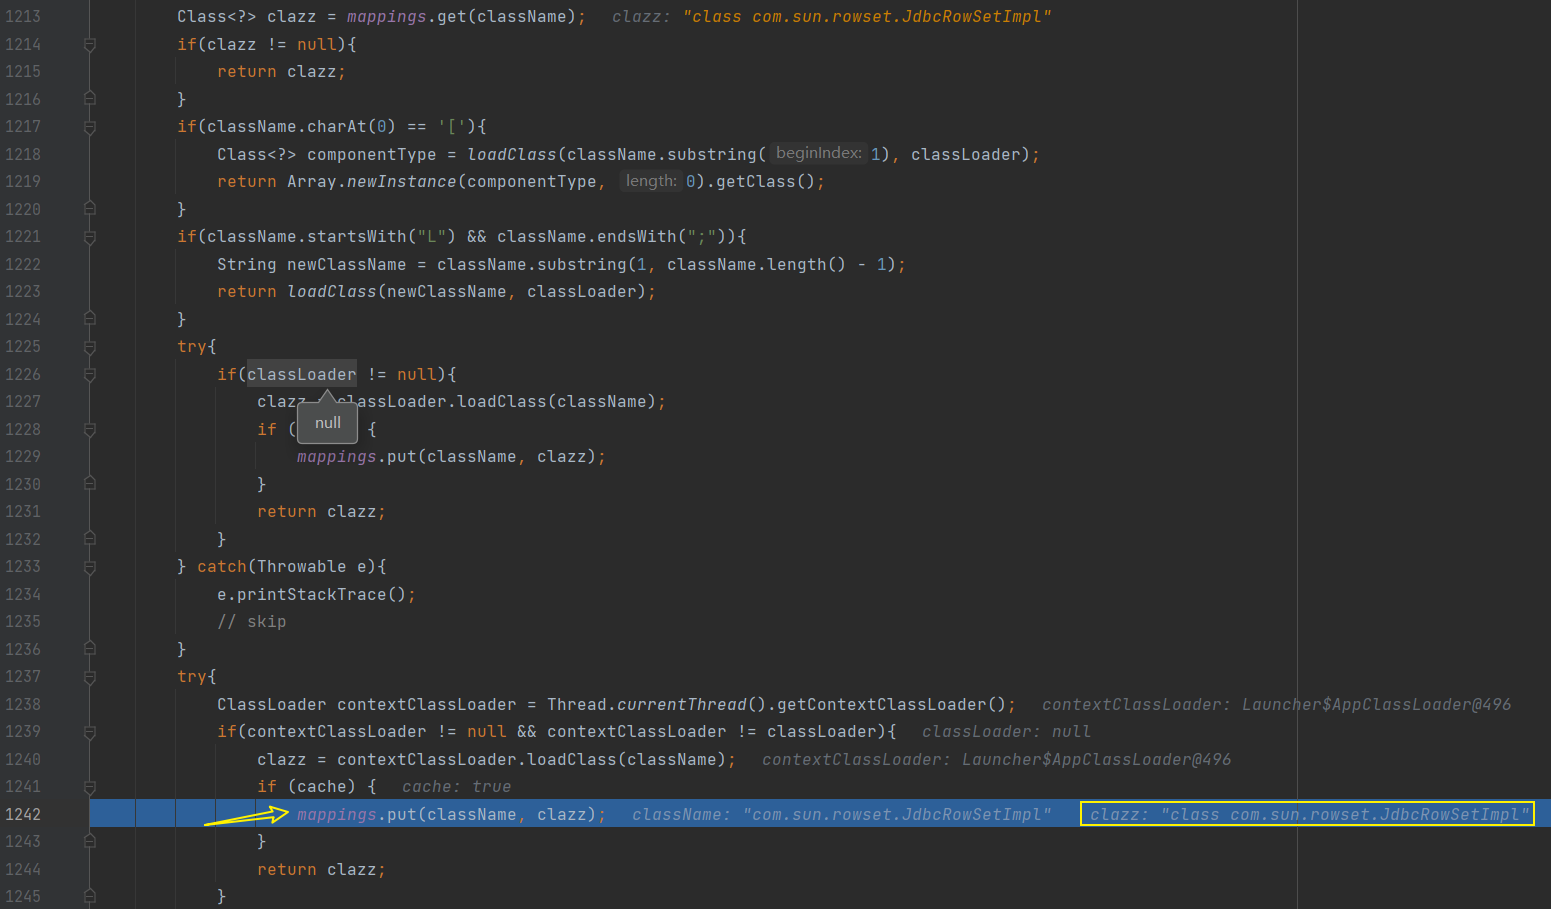 1213 Class<?> clazz = mappings.get(className); clazz: "class com.sun.rowset.JdbcRowSetImpl"
1214 if(clazz != null){
1215 return clazz;
1216 }
1217 if(className.charAt(0) == '['){
1218 Class<?> componentType = loadClass(className.substring( beginIndex: 1), classLoader);
1219 return Array.newInstance(componentType, length: 0).getClass();
1220 }
1221 if(className.startsWith("L") && className.endsWith(";")){
1222 String newClassName = className.substring(1, className.length() - 1);
1223 return loadClass(newClassName, classLoader);
1224 }
1225 try{
1226 if(classLoader != null){
1227 clazz classLoader.loadClass(className);
1228 if ( null {
1229 mappings.put(className, clazz);
1230 }
1231 return clazz;
1232 }
1233 } catch(Throwable e){
1234 e.printStackTrace();
1235 // skip
1236 }
1237 try{
1238 ClassLoader contextClassLoader = Thread.currentThread().getContextClassLoader(); contextClassLoader: Launcher$AppClassLoader@496
1239 if(contextClassLoader != null && contextClassLoader != classLoader){ classLoader: null
1240 clazz = contextClassLoader.loadClass(className); contextClassLoader: Launcher$AppClassLoader@496
1241 if (cache) { cache: true
1242 mappings.put(className, clazz); className: "com.sun.rowset.JdbcRowSetImpl" clazz: "class com.sun.rowset.JdbcRowSetImpl"
1243 }
1244 return clazz;
1245 }